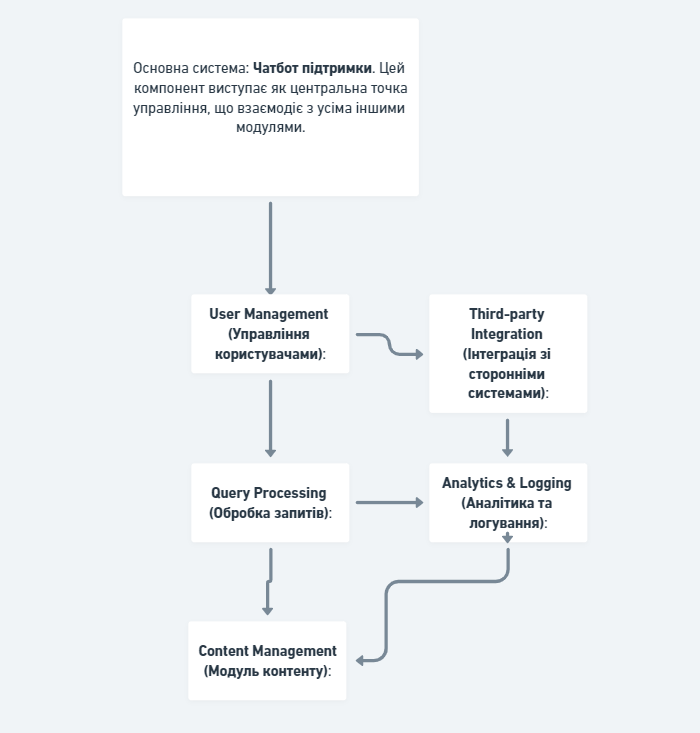 Основна система: Чатбот підтримки. Цей
компонент виступає як центральна точка
управління, що взаємодіє з усіма іншими
модулями.
User Management
(Управління
користувачами):
Third-party
Integration
(Інтеграція зі
сторонніми
системами):
Query Processing
(Обробка запитів):
Analytics & Logging
(Аналітика та
логування):
Content Management
(Модуль контенту):